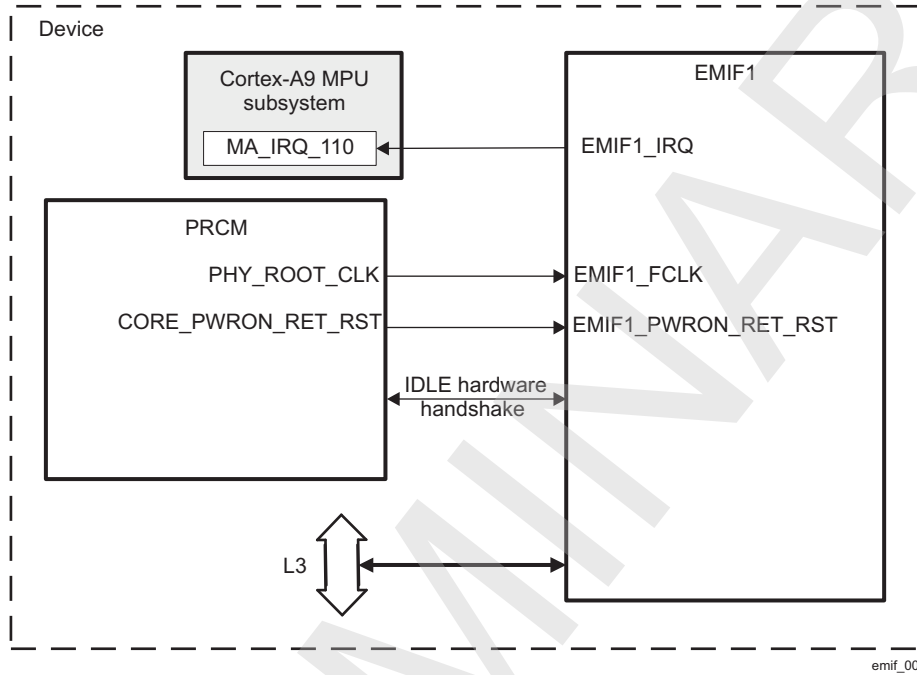 Device
Cortex-A9 MPU
subsystem
MA_IRQ_110
EMIF1
EMIF1_IRQ
PRCM
PHY_ROOT_CLK
EMIF1_FCLK
CORE_PWRON_RET_RST
EMIF1_PWRON_RET_RST
IDLE hardware
handshake
L3